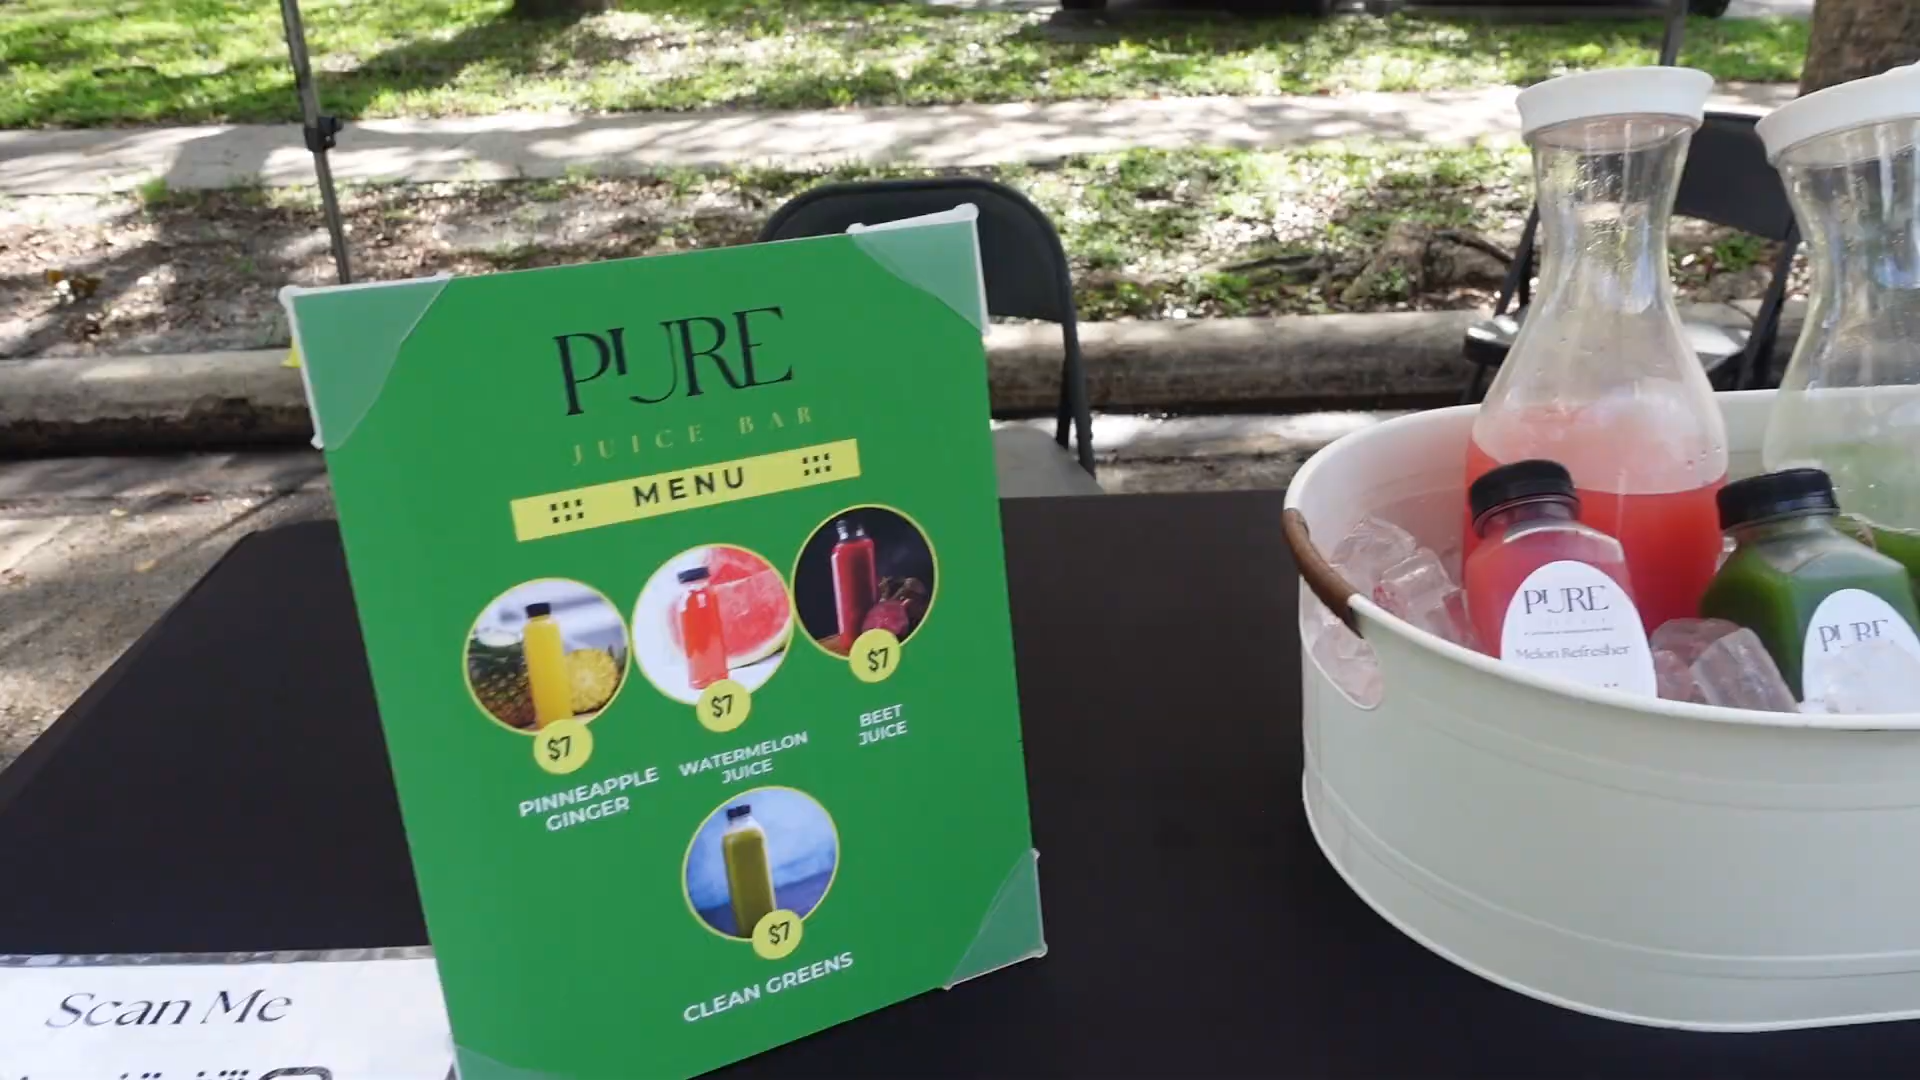 PURE
JUICE BAR
MENU
$7
$7
$7
PINNEAPPLE
GINGER
WATERMELON
JUICE
BEET
JUICE
$7
CLEAN GREENS
Scan Me
PURE
Melon Refresher
PURE